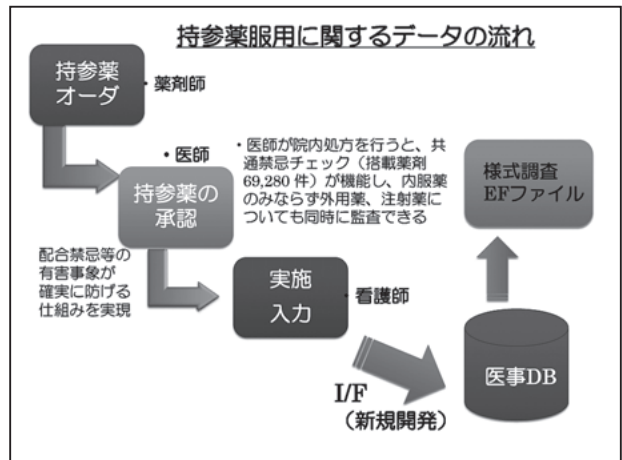 持参薬服用に関するデータの流れ
持参薬
オーダ
・薬剤師
・医師
持参薬の
承認
・医師が院内処方を行うと、共
通禁忌チェック（搭載薬剤
69,280 件）が機能し、内服薬
のみならず外用薬、注射薬に
ついても同時に監査できる
配合禁忌等の
有害事象が
確実に防げる
仕組みを実現
実施
入力
・看護師
I/F
（新規開発）
医事DB
様式調査
EFファイル